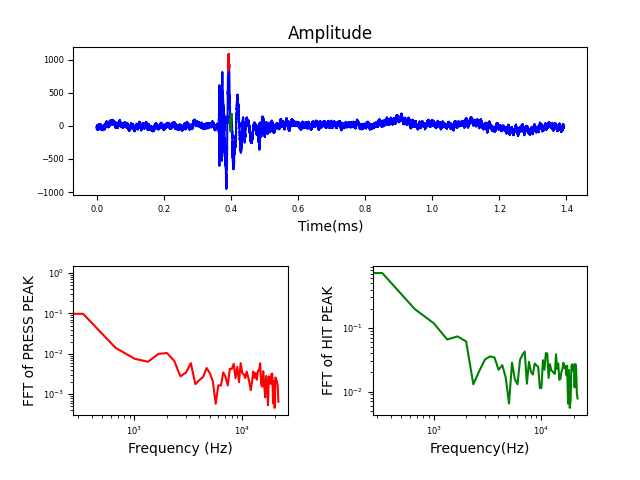 Amplitude
1000
500
0
−500
−1000
0.0 0.2 0.4 0.6 0.8 1.0 1.2 1.4
Time(ms)
FFT of PRESS PEAK
10⁰
10⁻¹
10⁻²
10⁻³
10³ 10⁴
Frequency (Hz)
FFT of HIT PEAK
10⁻¹
10⁻²
10³ 10⁴
Frequency(Hz)